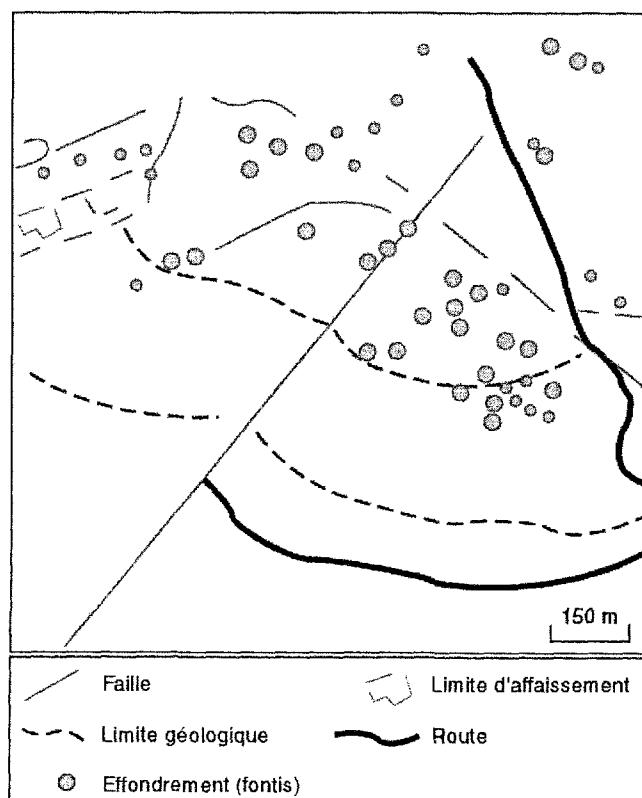 150 m
Faille
Limite d'affaissement
Limite géologique
Route
Effondrement (fontis)